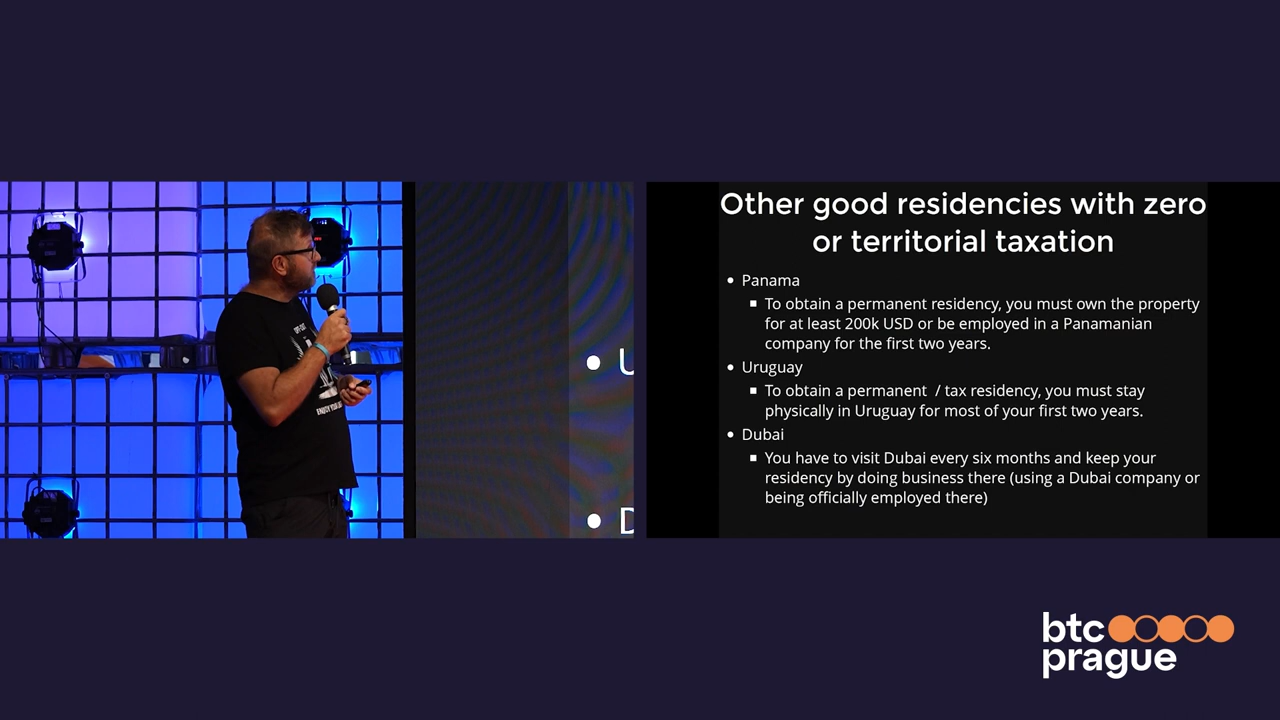 Other good residencies with zero
or territorial taxation
• Panama
▪ To obtain a permanent residency, you must own the property
for at least 200k USD or be employed in a Panamanian
company for the first two years.
• Uruguay
▪ To obtain a permanent / tax residency, you must stay
physically in Uruguay for most of your first two years.
• Dubai
▪ You have to visit Dubai every six months and keep your
residency by doing business there (using a Dubai company or
being officially employed there)
btc
prague